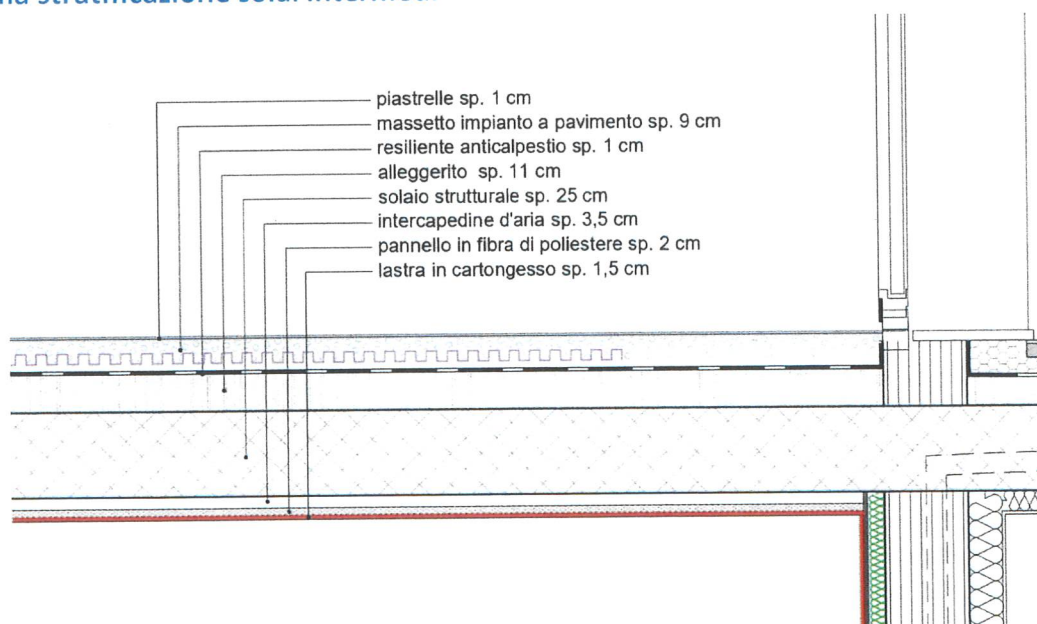 stratificazione solai
piastrelle sp. 1 cm
massetto impianto a pavimento sp. 9 cm
resiliente anticalpestio sp. 1 cm
alleggerito sp. 11 cm
solaio strutturale sp. 25 cm
intercapedine d'aria sp. 3,5 cm
pannello in fibra di poliestere sp. 2 cm
lastra in cartongesso sp. 1,5 cm